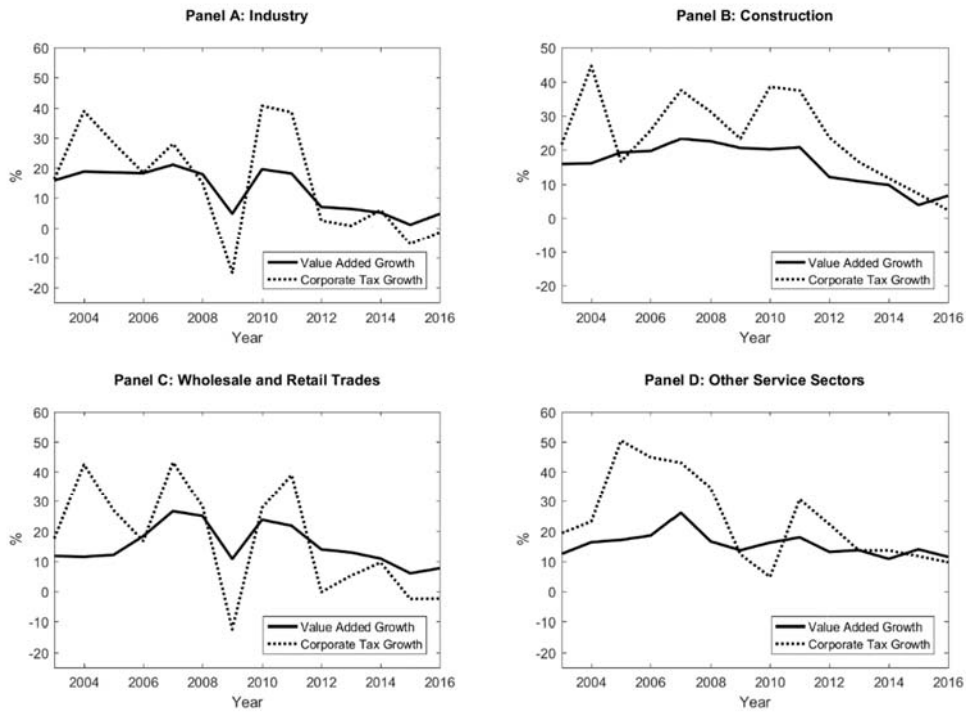 Panel A: Industry
60
50
40
30
20
10
0
-10
-20
%
2004 2006 2008 2010 2012 2014 2016
Year
Value Added Growth
Corporate Tax Growth
Panel B: Construction
50
40
30
20
10
0
-10
-20
%
2004 2006 2008 2010 2012 2014 2016
Year
Value Added Growth
Corporate Tax Growth
Panel C: Wholesale and Retail Trades
60
50
40
30
20
10
0
-10
-20
%
2004 2006 2008 2010 2012 2014 2016
Year
Value Added Growth
Corporate Tax Growth
Panel D: Other Service Sectors
60
50
40
30
20
10
0
-10
-20
%
2004 2006 2008 2010 2012 2014 2016
Year
Value Added Growth
Corporate Tax Growth